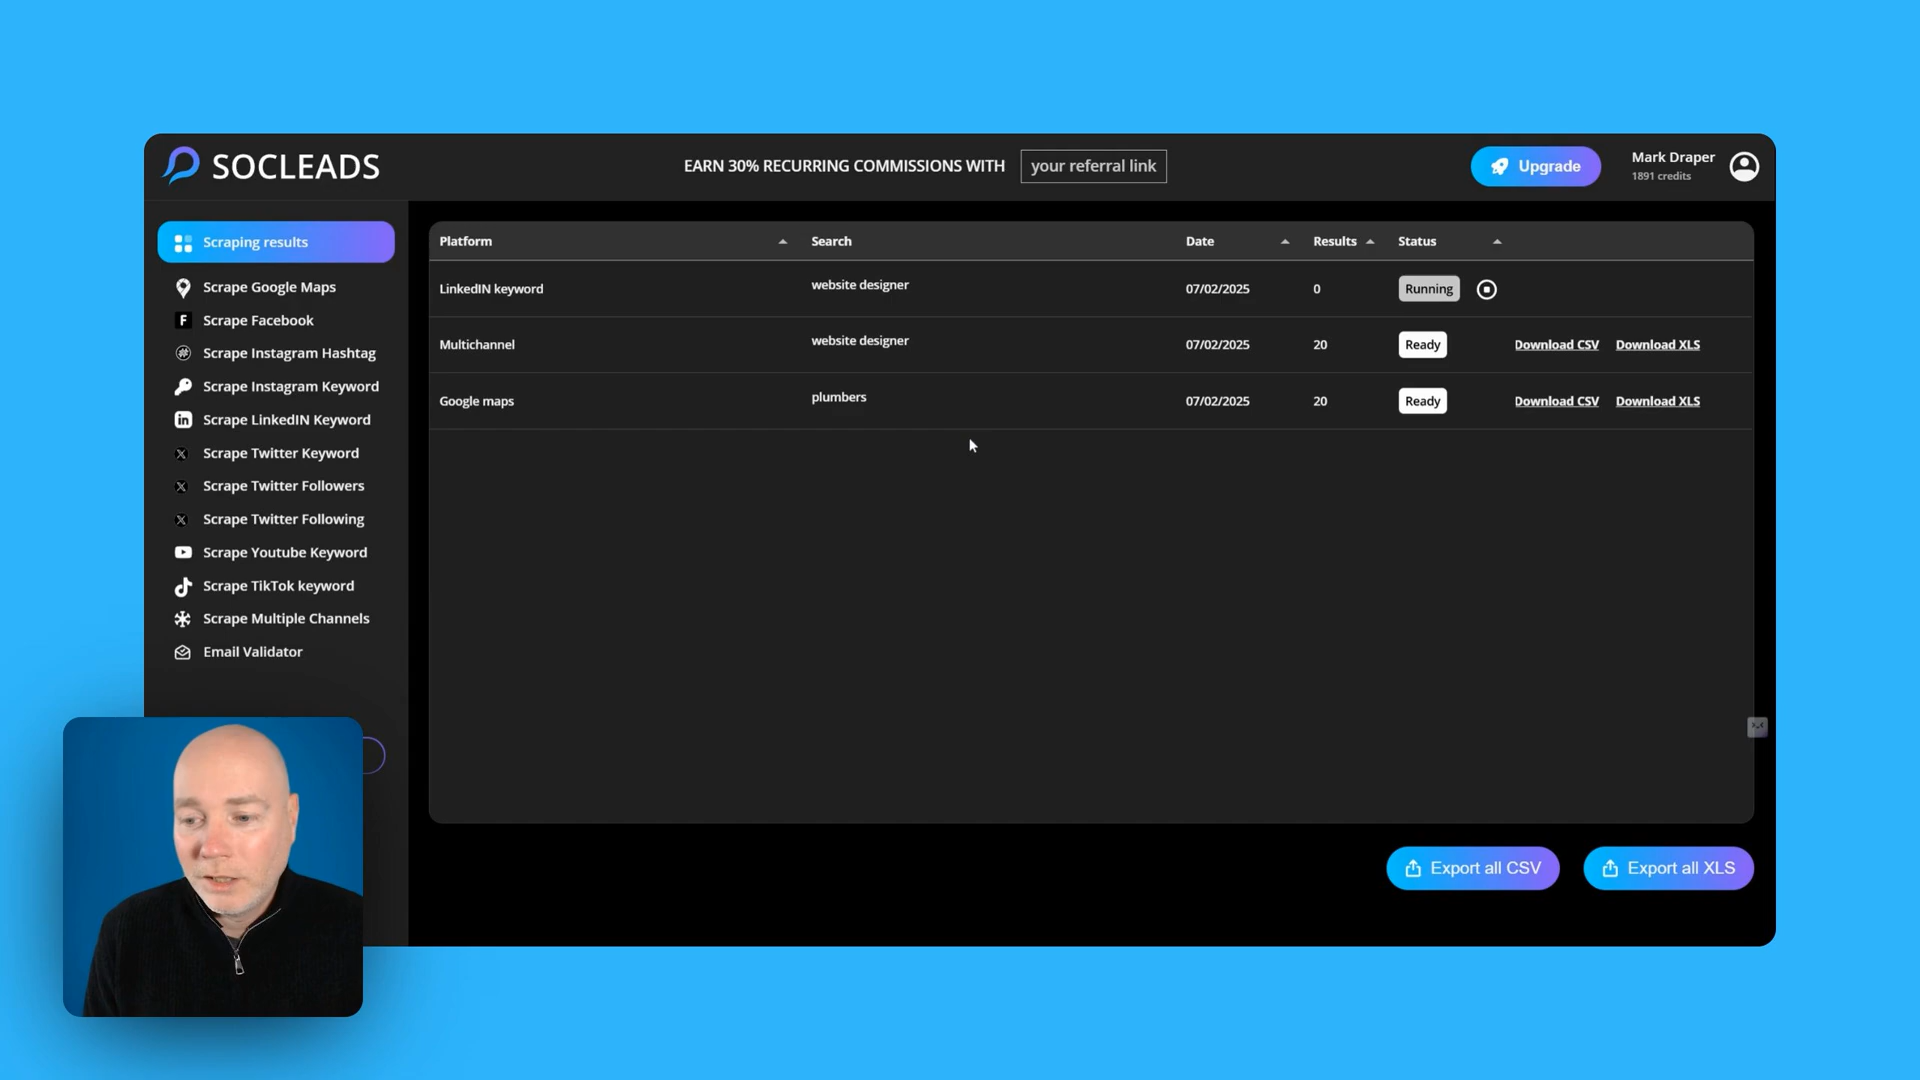 SOCLEADS
EARN 30% RECURRING COMMISSIONS WITH
your referral link
Upgrade
Mark Draper
1891 credits
Scraping results
Scrape Google Maps
Scrape Facebook
Scrape Instagram Hashtag
Scrape Instagram Keyword
Scrape LinkedIN Keyword
Scrape Twitter Keyword
Scrape Twitter Followers
Scrape Twitter Following
Scrape Youtube Keyword
Scrape TikTok keyword
Scrape Multiple Channels
Email Validator
Platform Search Date Results Status
LinkedIN keyword website designer 07/02/2025 0 Running
Multichannel website designer 07/02/2025 20 Ready Download CSV Download XLS
Google maps plumbers 07/02/2025 20 Ready Download CSV Download XLS
Export all CSV
Export all XLS